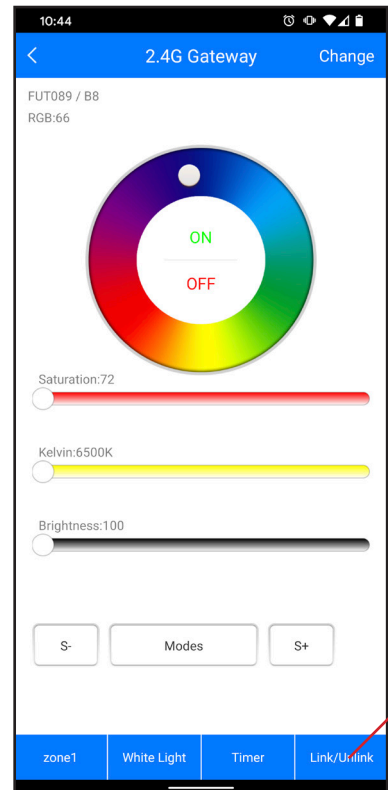 10:44
2.4G Gateway Change
FUT089 / B8
RGB:66
ON
OFF
Saturation:72
Kelvin:6500K
Brightness:100
S- Modes S+
zone1 White Light Timer Link/Unlink